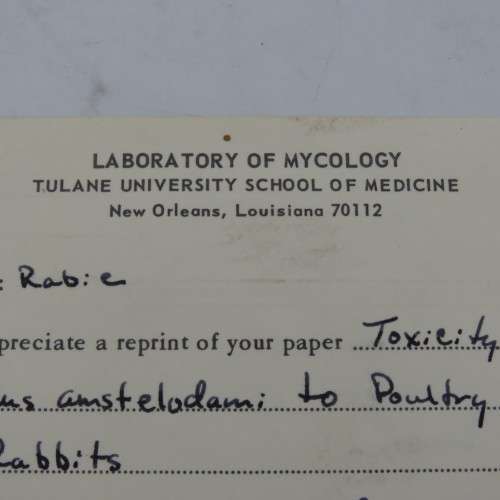 LABORATORY OF MYCOLOGY
TULANE UNIVERSITY SCHOOL OF MEDICINE
New Orleans, Louisiana 70112
: Rabie
preciate a reprint of your paper Toxicity
us amstelodami to Poultry
Rabbits